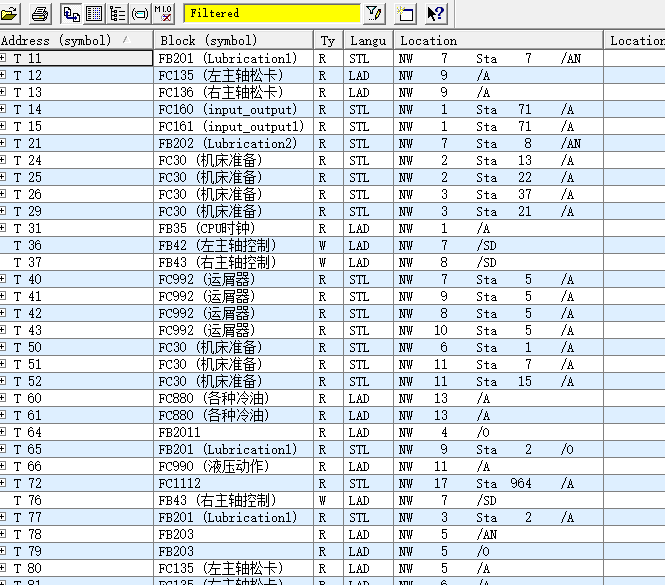 Filtered
Address (symbol) Block (symbol) Ty Langu Location Location
T 11 FB201 (Lubrication1) R STL NW 7 Sta 7 /AN
T 12 FC135 (左主轴松卡) R LAD NW 9 /A
T 13 FC136 (右主轴松卡) R LAD NW 9 /A
T 14 FC160 (input_output) R STL NW 1 Sta 71 /A
T 15 FC161 (input_output1) R STL NW 1 Sta 71 /A
T 21 FB202 (Lubrication2) R STL NW 7 Sta 8 /AN
T 24 FC30 (机床准备) R STL NW 2 Sta 13 /A
T 25 FC30 (机床准备) R STL NW 2 Sta 22 /A
T 26 FC30 (机床准备) R STL NW 3 Sta 37 /A
T 29 FC30 (机床准备) R STL NW 3 Sta 21 /A
T 31 FB35 (CPU时钟) R LAD NW 1 /A
T 36 FB42 (左主轴控制) W LAD NW 7 /SD
T 37 FB43 (右主轴控制) W LAD NW 8 /SD
T 40 FC992 (运屑器) R STL NW 7 Sta 5 /A
T 41 FC992 (运屑器) R STL NW 9 Sta 5 /A
T 42 FC992 (运屑器) R STL NW 8 Sta 5 /A
T 43 FC992 (运屑器) R STL NW 10 Sta 5 /A
T 50 FC30 (机床准备) R STL NW 6 Sta 1 /A
T 51 FC30 (机床准备) R STL NW 11 Sta 7 /A
T 52 FC30 (机床准备) R STL NW 11 Sta 15 /A
T 60 FC880 (各种冷油) R LAD NW 13 /A
T 61 FC880 (各种冷油) R LAD NW 13 /A
T 64 FB2011 R LAD NW 4 /O
T 65 FB201 (Lubrication1) R STL NW 9 Sta 2 /O
T 66 FC990 (液压动作) R LAD NW 11 /A
T 72 FC1112 R STL NW 17 Sta 964 /A
T 76 FB43 (右主轴控制) W LAD NW 7 /SD
T 77 FB201 (Lubrication1) R STL NW 3 Sta 2 /A
T 78 FB203 R LAD NW 5 /AN
T 79 FB203 R LAD NW 5 /O
T 80 FC135 (左主轴松卡) R LAD NW 5 /A